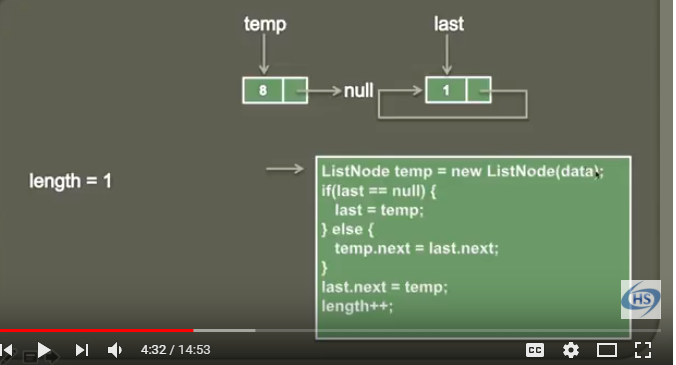 temp
last
8
null
1
length = 1
ListNode temp = new ListNode(data);
if(last == null) {
last = temp;
} else {
temp.next = last.next;
}
last.next = temp;
length++;
HS
4:32 / 14:53
CC